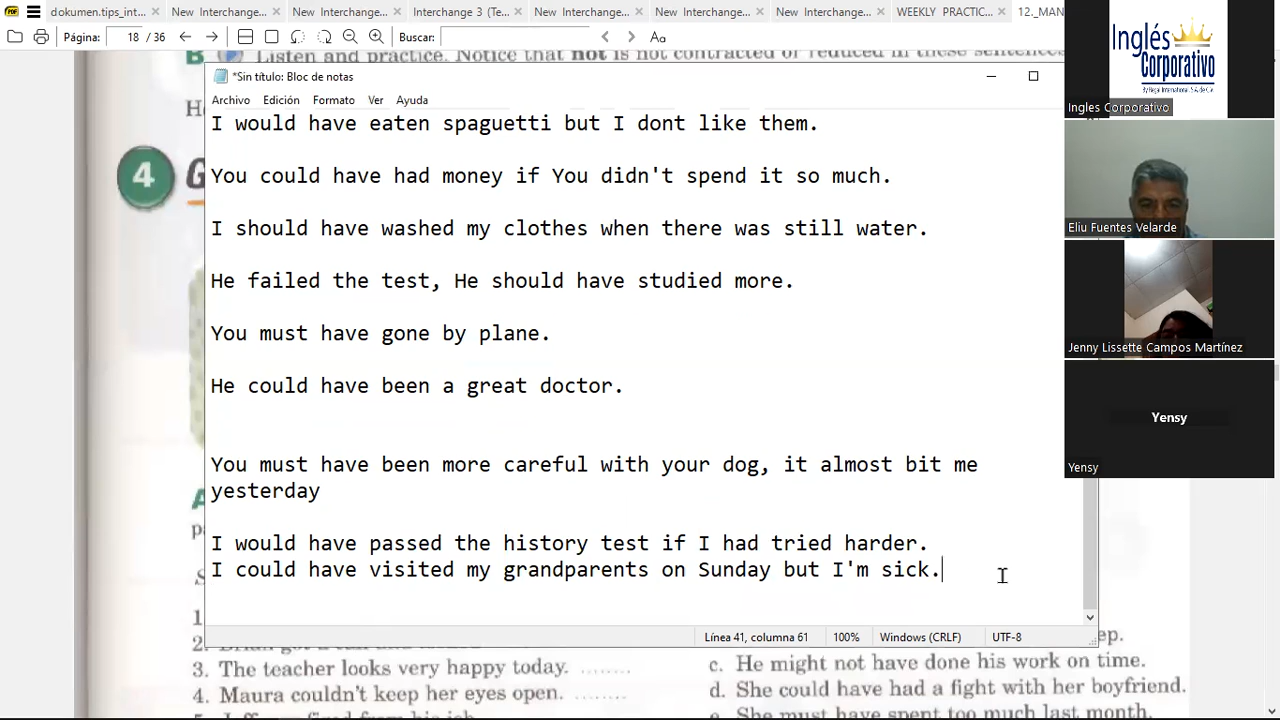 dokumen.tips_int...
New Interchange...
New Interchange...
Interchange 3 (Te...
New Interchange...
New Interchange...
New Interchange...
WEEKLY PRACTIC...
12._MAN
Página: 18 / 36
Buscar:
Listen and practice. Notice that not is not contracted or reduced in these sentences
*Sin título: Bloc de notas
Archivo Edición Formato Ver Ayuda
I would have eaten spaguetti but I dont like them.
4
You could have had money if You didn't spend it so much.
I should have washed my clothes when there was still water.
He failed the test, He should have studied more.
You must have gone by plane.
He could have been a great doctor.
You must have been more careful with your dog, it almost bit me
yesterday
I would have passed the history test if I had tried harder.
I could have visited my grandparents on Sunday but I'm sick.
Línea 41, columna 61 100% Windows (CRLF) UTF-8
3. The teacher looks very happy today. ........
4. Maura couldn't keep her eyes open. ........
c. He might not have done his work on time.
d. She could have had a fight with her boyfriend.
e. She must have spent too much last month.
Inglés
Corporativo
Ingles Corporativo
Eliu Fuentes Velarde
Jenny Lissette Campos Martínez
Yensy
Yensy